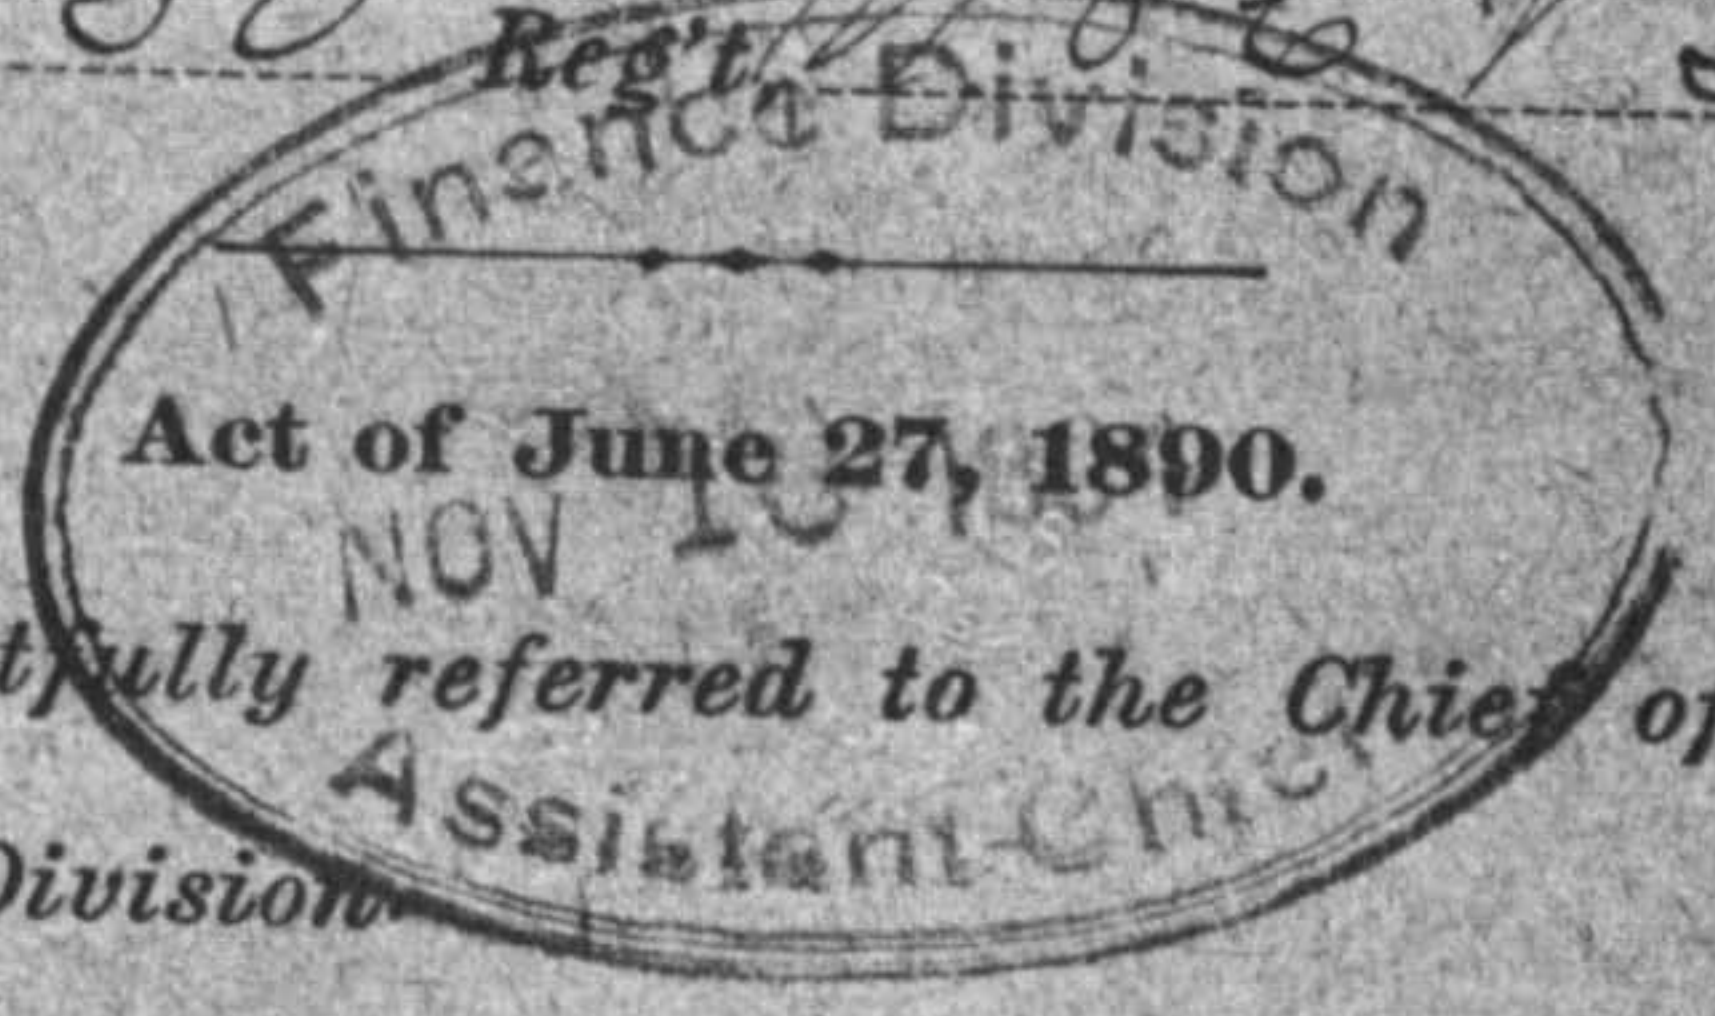 Reg't
Finance Division
Act of June 27, 1890.
NOV
tfully referred to the Chief of
Assistant Chief
Division.